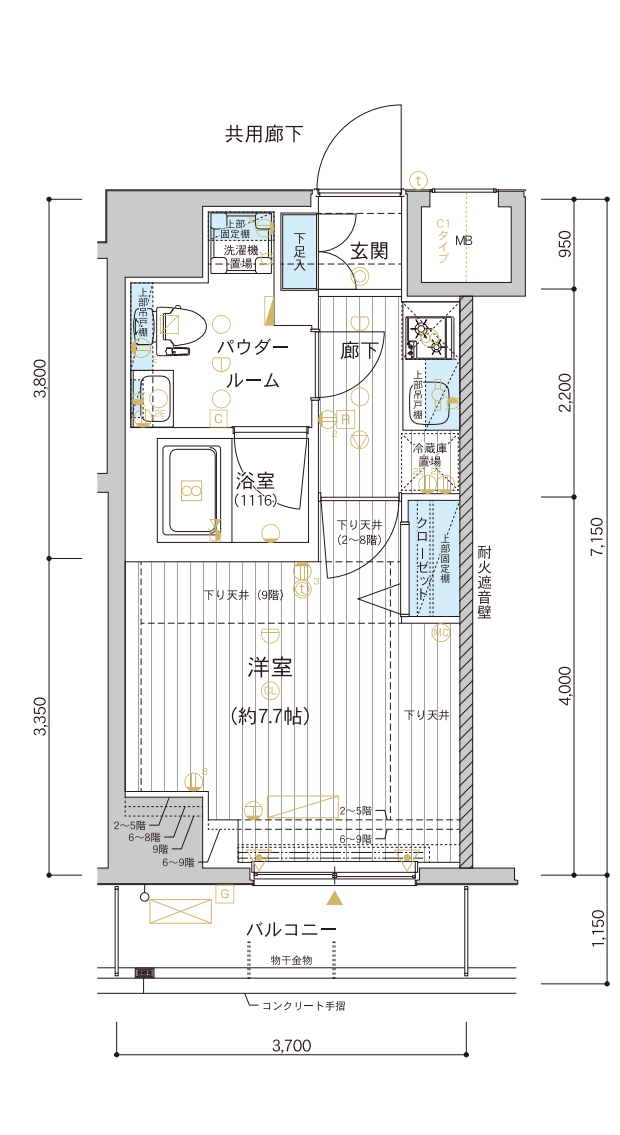 共用廊下
t
上部
固定棚
洗濯機
置場
下足入
玄関
C1
タイプ
MB
950
上部吊戸棚
パウダー
ルーム
廊下
3,800
2,200
上部吊戸棚
2E
C
R
2
冷蔵庫
置場
浴室
(1116)
B
下り天井
(2〜8階)
クローゼット
上部固定棚
耐火遮音壁
7,150
下り天井 (9階)
3
t
MC
洋室
CL
(約7.7帖)
下り天井
3,350
4,000
3
2〜5階
6〜8階
9階
6〜9階
2〜5階
6〜9階
G
バルコニー
物干金物
1,150
コンクリート手摺
3,700